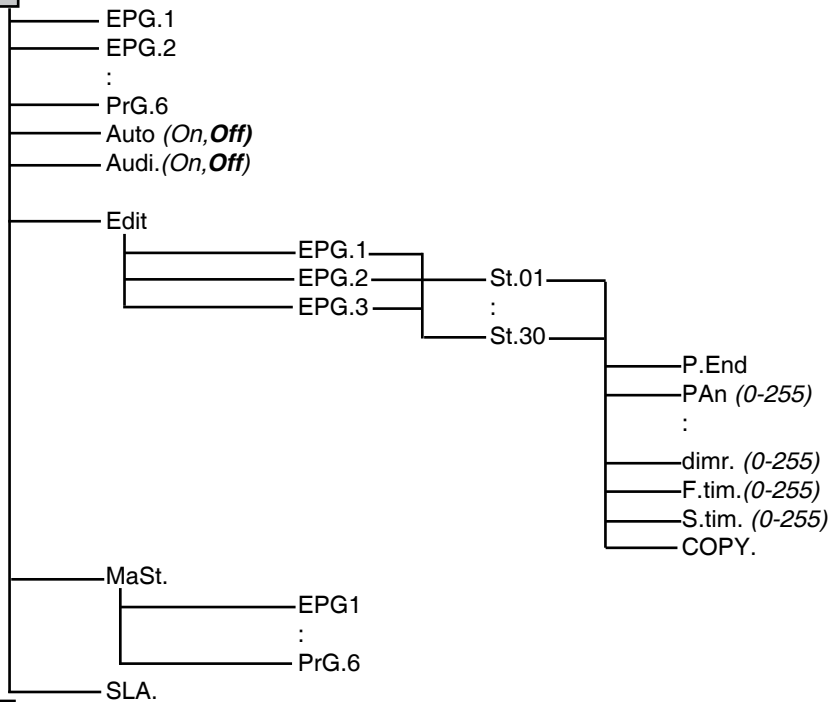 EPG.1
EPG.2
:
PrG.6
Auto (On,Off)
Audi.(On,Off)
Edit
EPG.1
EPG.2
St.01
EPG.3
:
St.30
P.End
PAn (0-255)
:
dimr. (0-255)
F.tim.(0-255)
S.tim. (0-255)
COPY.
MaSt.
EPG1
:
PrG.6
SLA.